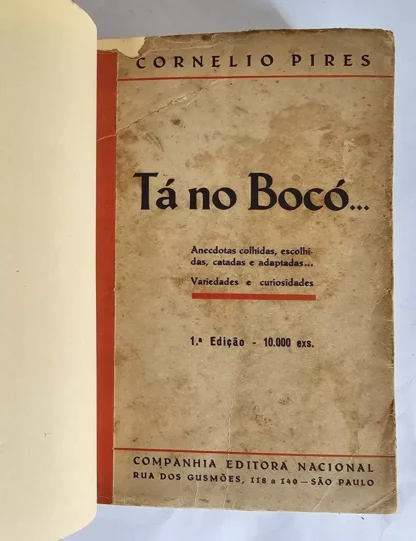 CORNELIO PIRES
Tá no Bocó...
Anecdotas colhidas, escolhi-
das, catadas e adaptadas...
Variedades e curiosidades
1.ª Edição - 10.000 exs.
COMPANHIA EDITORA NACIONAL
RUA DOS GUSMÕES, 118 a 140 — SÃO PAULO